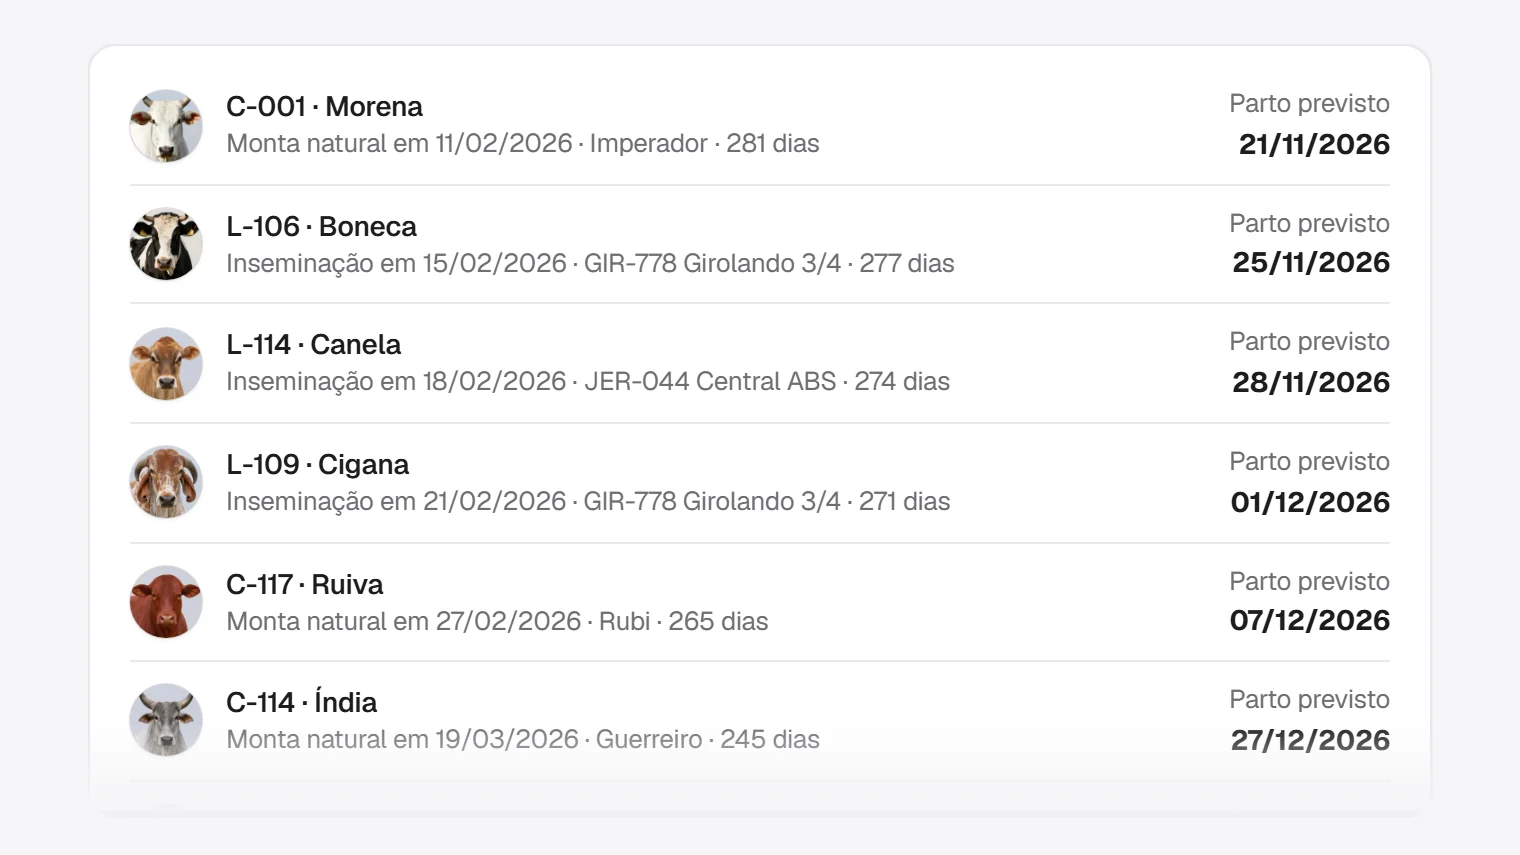 C-001 · Morena
Monta natural em 11/02/2026 · Imperador · 281 dias
Parto previsto
21/11/2026
L-106 · Boneca
Inseminação em 15/02/2026 · GIR-778 Girolando 3/4 · 277 dias
Parto previsto
25/11/2026
L-114 · Canela
Inseminação em 18/02/2026 · JER-044 Central ABS · 274 dias
Parto previsto
28/11/2026
L-109 · Cigana
Inseminação em 21/02/2026 · GIR-778 Girolando 3/4 · 271 dias
Parto previsto
01/12/2026
C-117 · Ruiva
Monta natural em 27/02/2026 · Rubi · 265 dias
Parto previsto
07/12/2026
C-114 · Índia
Monta natural em 19/03/2026 · Guerreiro · 245 dias
Parto previsto
27/12/2026